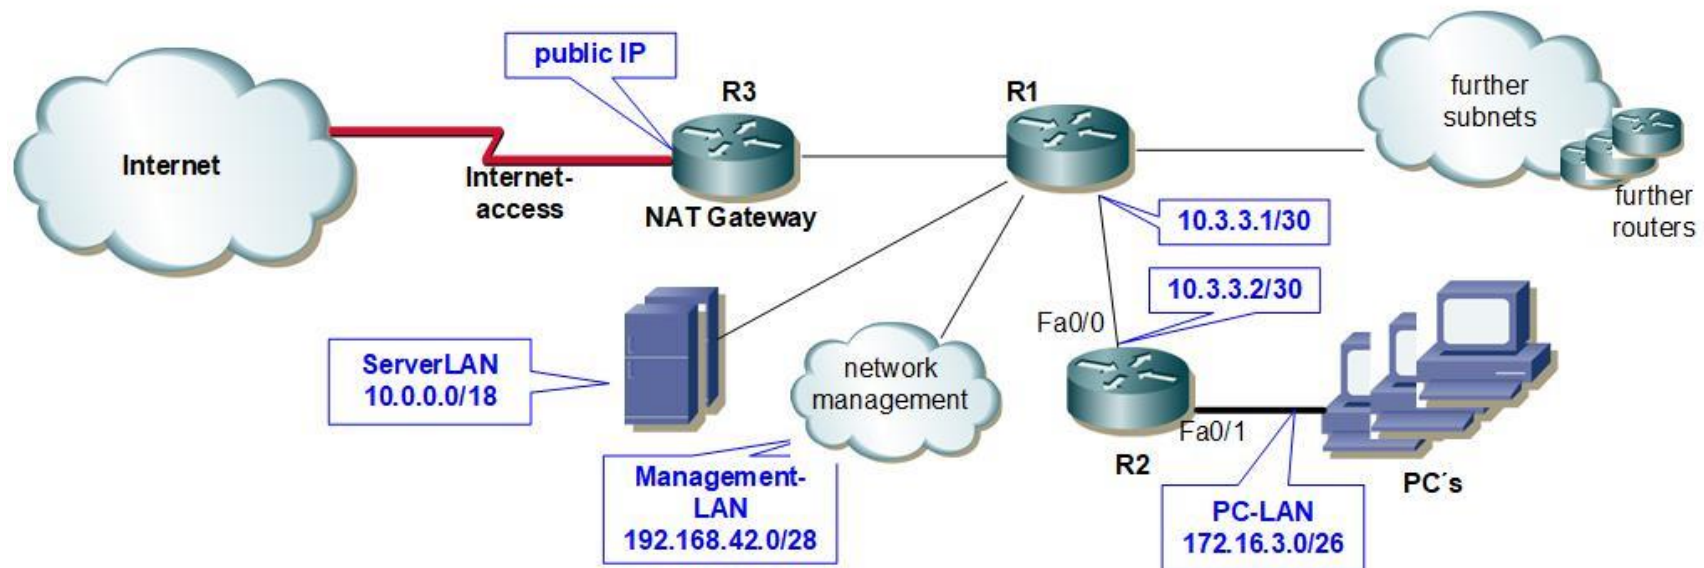 public IP
R3
R1
further
subnets
Internet
Internet-
access
NAT Gateway
further
routers
10.3.3.1/30
10.3.3.2/30
Fa0/0
ServerLAN
10.0.0.0/18
network
management
Fa0/1
R2
PC´s
Management-
LAN
192.168.42.0/28
PC-LAN
172.16.3.0/26